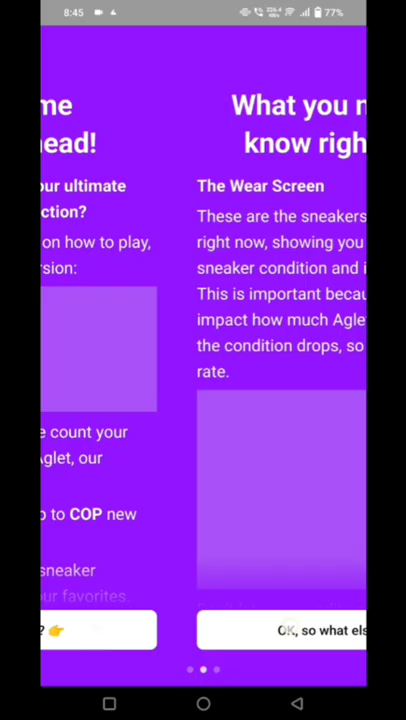 8:45
77%
me
ead!
our ultimate
ction?
on how to play,
rsion:
e count your
Aglet, our
o to COP new
sneaker
our favorites.
? 👉
What you n
know righ
The Wear Screen
These are the sneakers
right now, showing you
sneaker condition and i
This is important becau
impact how much Agle
the condition drops, so
rate.
OK, so what els